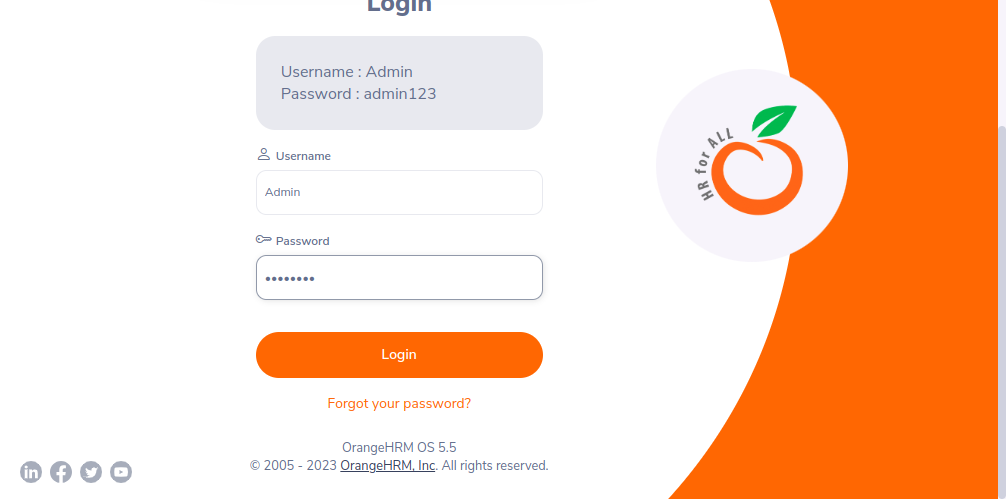 Login
Username : Admin
Password : admin123
Username
Admin
Password
••••••••
Login
Forgot your password?
OrangeHRM OS 5.5
© 2005 - 2023 OrangeHRM, Inc. All rights reserved.
HR for ALL